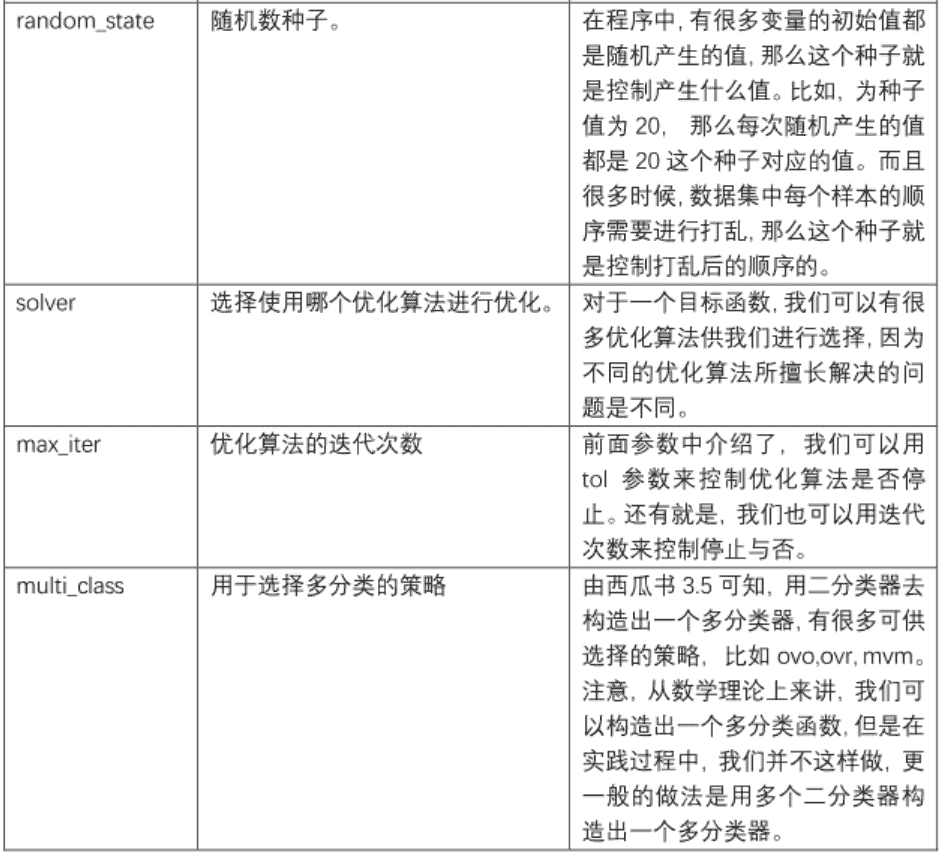 random_state
随机数种子。
在程序中,有很多变量的初始值都
是随机产生的值,那么这个种子就
是控制产生什么值。比如, 为种子
值为 20, 那么每次随机产生的值
都是 20 这个种子对应的值。而且
很多时候,数据集中每个样本的顺
序需要进行打乱,那么这个种子就
是控制打乱后的顺序的。
solver
选择使用哪个优化算法进行优化。
对于一个目标函数,我们可以有很
多优化算法供我们进行选择,因为
不同的优化算法所擅长解决的问
题是不同。
max_iter
优化算法的迭代次数
前面参数中介绍了, 我们可以用
tol 参数来控制优化算法是否停
止。还有就是, 我们也可以用迭代
次数来控制停止与否。
multi_class
用于选择多分类的策略
由西瓜书 3.5 可知, 用二分类器去
构造出一个多分类器,有很多可供
选择的策略, 比如 ovo,ovr, mvm。
注意, 从数学理论上来讲, 我们可
以构造出一个多分类函数,但是在
实践过程中, 我们并不这样做, 更
一般的做法是用多个二分类器构
造出一个多分类器。